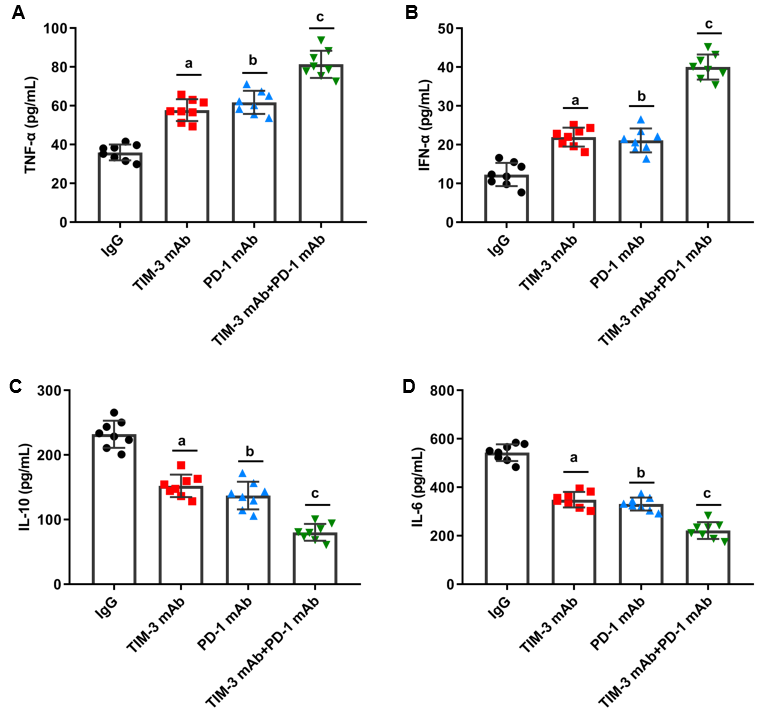 A
TNF-α (pg/mL)
100
80
60
40
20
0
a
b
c
IgG
TIM-3 mAb
PD-1 mAb
TIM-3 mAb+PD-1 mAb
B
IFN-α (pg/mL)
50
40
30
20
10
0
a
b
c
IgG
TIM-3 mAb
PD-1 mAb
TIM-3 mAb+PD-1 mAb
C
IL-10 (pg/mL)
300
200
100
0
a
b
c
IgG
TIM-3 mAb
PD-1 mAb
TIM-3 mAb+PD-1 mAb
D
IL-6 (pg/mL)
800
600
400
200
0
a
b
c
IgG
TIM-3 mAb
PD-1 mAb
TIM-3 mAb+PD-1 mAb